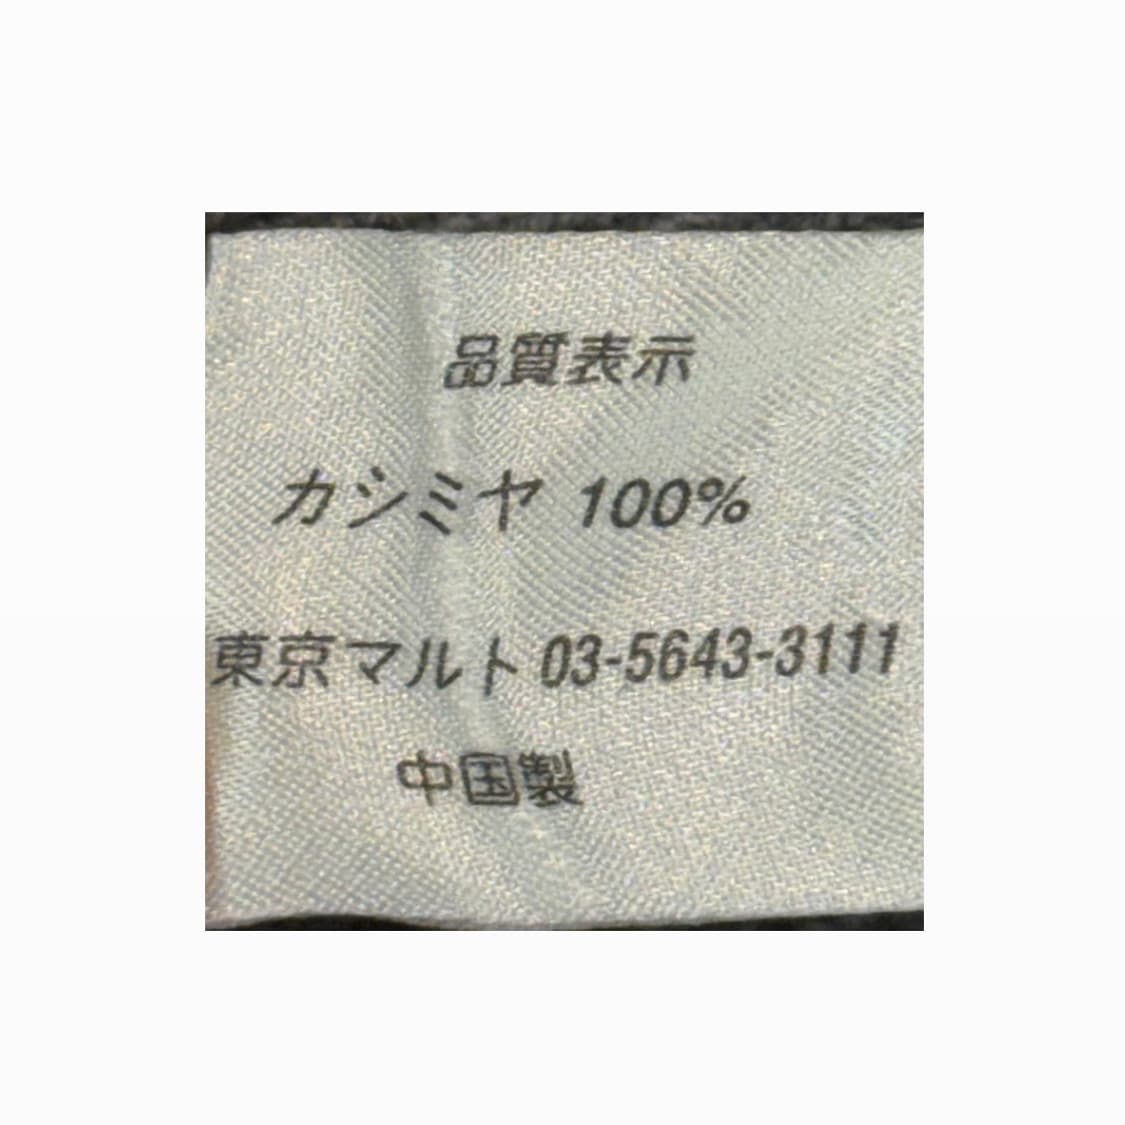 品質表示
カシミヤ 100%
東京マルト 03-5643-3111
中国製